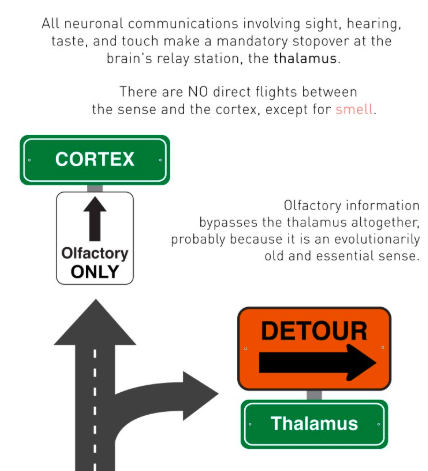 All neuronal communications involving sight, hearing,
taste, and touch make a mandatory stopover at the
brain's relay station, the thalamus.
There are NO direct flights between
the sense and the cortex, except for smell.
CORTEX
Olfactory
ONLY
Olfactory information
bypasses the thalamus altogether,
probably because it is an evolutionarily
old and essential sense.
DETOUR
Thalamus